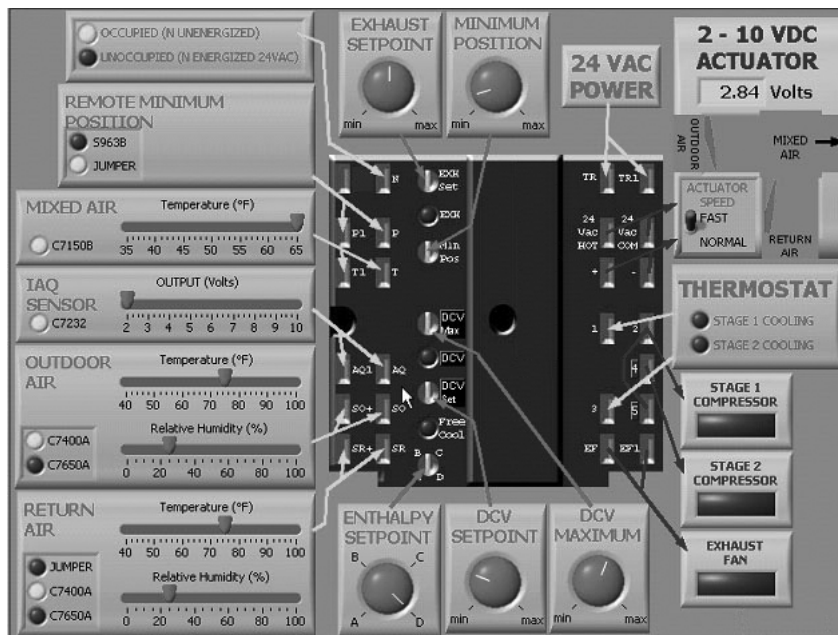 OCCUPIED (N UNENERGIZED)
UNOCCUPIED (N ENERGIZED 24VAC)
EXHAUST
SETPOINT
min max
MINIMUM
POSITION
min max
24 VAC
POWER
2 - 10 VDC
ACTUATOR
2.84 Volts
OUTDOOR
AIR
MIXED
AIR
RETURN
AIR
ACTUATOR
SPEED
FAST
NORMAL
REMOTE MINIMUM
POSITION
S963B
JUMPER
MIXED AIR
Temperature (°F)
C7150B
35 40 45 50 55 60 65
IAQ
SENSOR
OUTPUT (Volts)
C7232
2 3 4 5 6 7 8 9 10
OUTDOOR
AIR
Temperature (°F)
40 50 60 70 80 90 100
Relative Humidity (%)
C7400A
C7650A
0 20 40 60 80 100
RETURN
AIR
Temperature (°F)
40 50 60 70 80 90 100
JUMPER
C7400A
C7650A
Relative Humidity (%)
0 20 40 60 80 100
N
P1 P
T1 T
AQ1 AQ
SO+ SO
SR+ SR
EXH
Set
EXH
Min
Pos
DCV
Max
DCV
DCV
Set
Free
Cool
B C
D
TR TR1
24 24
Vac Vac
HOT COM
+ -
1 2
4
3 5
EF EF1
THERMOSTAT
STAGE 1 COOLING
STAGE 2 COOLING
STAGE 1
COMPRESSOR
STAGE 2
COMPRESSOR
EXHAUST
FAN
ENTHALPY
SETPOINT
B C
A D
DCV
SETPOINT
min max
DCV
MAXIMUM
min max